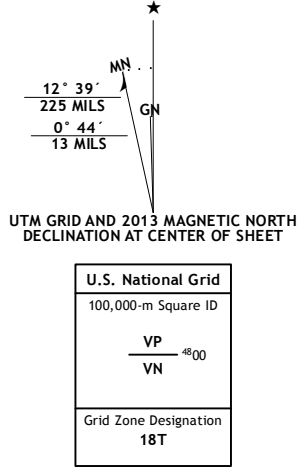 ★
MN
12° 39´
225 MILS
GN
0° 44´
13 MILS
UTM GRID AND 2013 MAGNETIC NORTH
DECLINATION AT CENTER OF SHEET
U.S. National Grid
100,000-m Square ID
VP
⁴⁸00
VN
Grid Zone Designation
18T